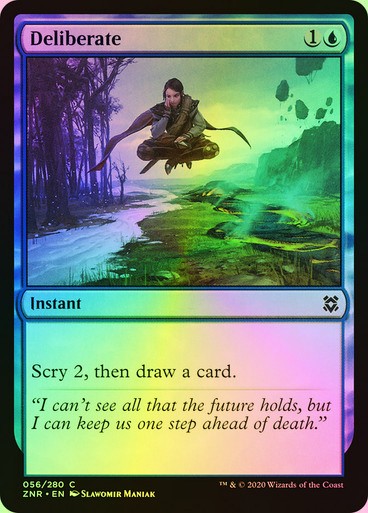 Deliberate 1
Instant
Scry 2, then draw a card.
“I can’t see all that the future holds, but
I can keep us one step ahead of death.”
056/280 C
ZNR • EN Slawomir Maniak
™ & © 2020 Wizards of the Coast